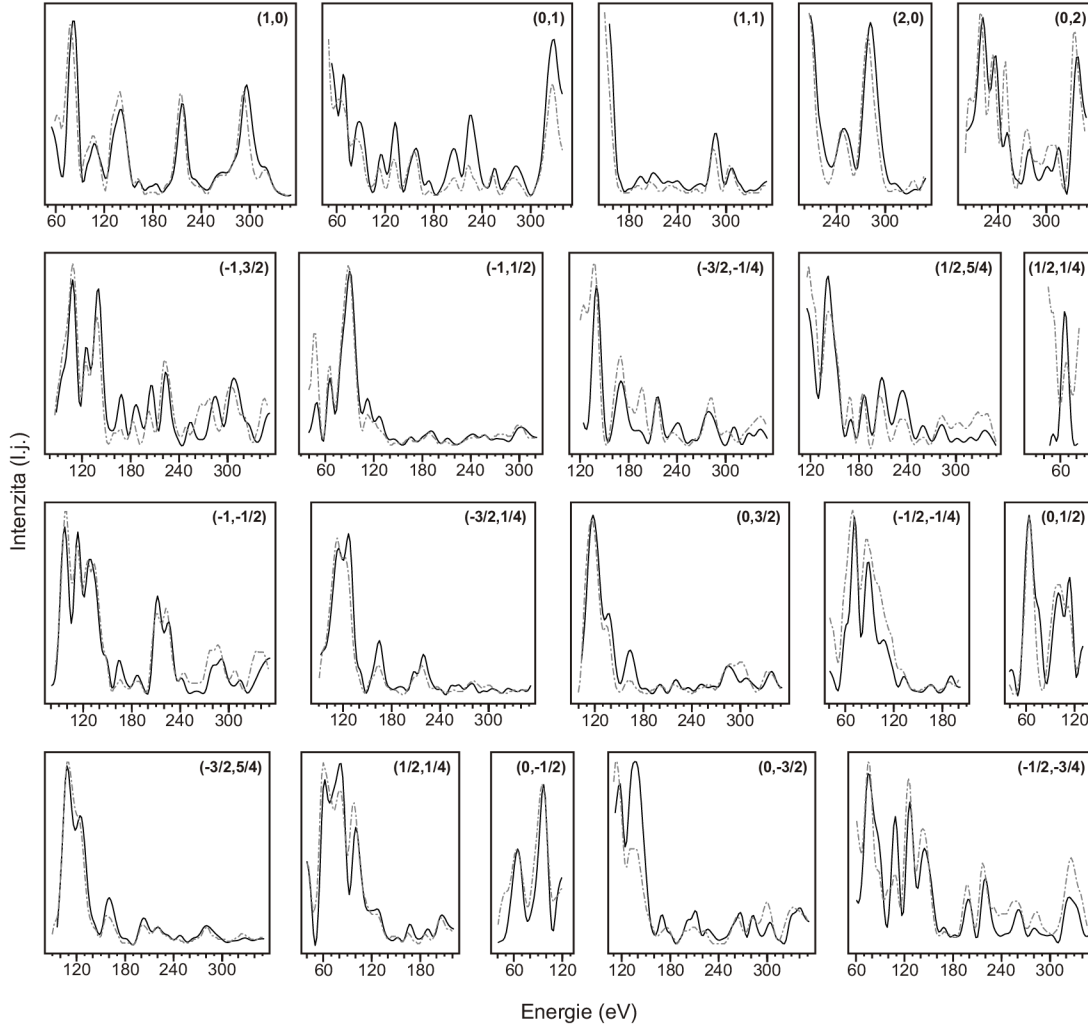 (1,0) (0,1) (1,1) (2,0) (0,2)
60 120 180 240 300 60 120 180 240 300 180 240 300 240 300 240 300
(-1,3/2) (-1,1/2) (-3/2,-1/4) (1/2,5/4) (1/2,1/4)
120 180 240 300 60 120 180 240 300 120 180 240 300 120 180 240 300 60
Intenzita (l.j.)
(-1,-1/2) (-3/2,1/4) (0,3/2) (-1/2,-1/4) (0,1/2)
120 180 240 300 120 180 240 300 120 180 240 300 60 120 180 60 120
(-3/2,5/4) (1/2,1/4) (0,-1/2) (0,-3/2) (-1/2,-3/4)
120 180 240 300 60 120 180 60 120 120 180 240 300 60 120 180 240 300
Energie (eV)